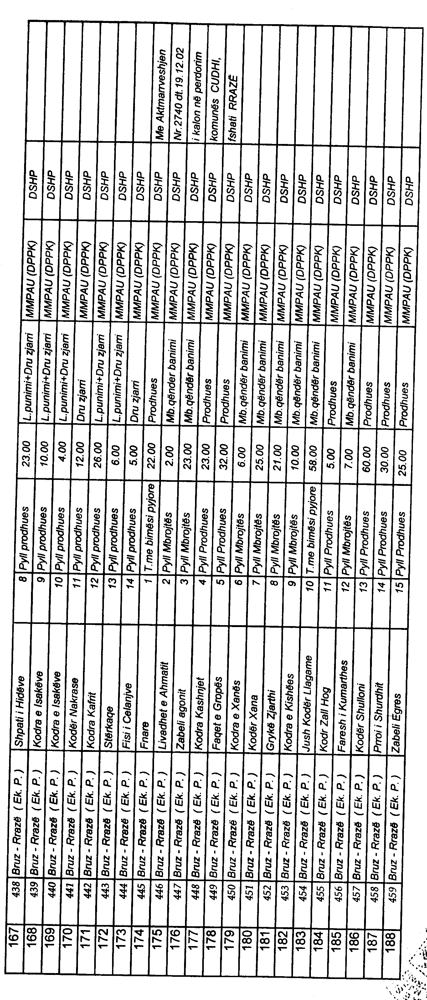 167 438 Bruz - Rrazë ( Ek. P. ) Shpati i Hidëve 8 Pyll prodhues 23.00 L.punimi+Dru zjarri MMPAU (DPPK) DSHP
168 439 Bruz - Rrazë ( Ek. P. ) Kodra e Isakëve 9 Pyll prodhues 10.00 L.punimi+Dru zjarri MMPAU (DPPK) DSHP
169 440 Bruz - Rrazë ( Ek. P. ) Kodra e Isakëve 10 Pyll prodhues 4.00 L.punimi+Dru zjarri MMPAU (DPPK) DSHP
170 441 Bruz - Rrazë ( Ek. P. ) Kodër Nakrase 11 Pyll prodhues 12.00 Dru zjarri MMPAU (DPPK) DSHP
171 442 Bruz - Rrazë ( Ek. P. ) Kodra Kafrit 12 Pyll prodhues 26.00 L.punimi+Dru zjarri MMPAU (DPPK) DSHP
172 443 Bruz - Rrazë ( Ek. P. ) Stërkaqe 13 Pyll prodhues 6.00 L.punimi+Dru zjarri MMPAU (DPPK) DSHP
173 444 Bruz - Rrazë ( Ek. P. ) Fisi i Celanjve 14 Pyll prodhues 5.00 Dru zjarri MMPAU (DPPK) DSHP
174 445 Bruz - Rrazë ( Ek. P. ) Fnare 1 T.me bimësi pyjore 22.00 Prodhues MMPAU (DPPK) DSHP Me Aktmarrveshjen
175 446 Bruz - Rrazë ( Ek. P. ) Livadhet e Ahmatit 2 Pyll Mbrojtës 2.00 Mb.qënder banimi MMPAU (DPPK) DSHP Nr.2740 dt.19.12.02
176 447 Bruz - Rrazë ( Ek. P. ) Zabeli agonit 3 Pyll Mbrojtës 23.00 Mb.qëndër banimi MMPAU (DPPK) DSHP i kalon në perdorim
177 448 Bruz - Rrazë ( Ek. P. ) Kodra Kashnjet 4 Pyll Prodhues 23.00 Prodhues MMPAU (DPPK) DSHP komunës CUDHI,
178 449 Bruz - Rrazë ( Ek. P. ) Faqet e Gropës 5 Pyll Prodhues 32.00 Prodhues MMPAU (DPPK) DSHP fshati RRAZË
179 450 Bruz - Rrazë ( Ek. P. ) Kodra e Xanës 6 Pyll Mbrojtës 6.00 Mb.qëndër banimi MMPAU (DPPK) DSHP
180 451 Bruz - Rrazë ( Ek. P. ) Kodër Xana 7 Pyll Mbrojtës 25.00 Mb.qëndër banimi MMPAU (DPPK) DSHP
181 452 Bruz - Rrazë ( Ek. P. ) Grykë Zjarthi 8 Pyll Mbrojtës 21.00 Mb.qëndër banimi MMPAU (DPPK) DSHP
182 453 Bruz - Rrazë ( Ek. P. ) Kodra e Kishëes 9 Pyll Mbrojtës 10.00 Mb.qëndër banimi MMPAU (DPPK) DSHP
183 454 Bruz - Rrazë ( Ek. P. ) Jush Kodër Llagame 10 T.me bimësi pyjore 58.00 Mb.qëndër banimi MMPAU (DPPK) DSHP
184 455 Bruz - Rrazë ( Ek. P. ) Kodr Zall Hog 11 Pyll Prodhues 5.00 Prodhues MMPAU (DPPK) DSHP
185 456 Bruz - Rrazë ( Ek. P. ) Faresh i Kumarthes 12 Pyll Mbrojtës 7.00 Mb.qëndër banimi MMPAU (DPPK) DSHP
186 457 Bruz - Rrazë ( Ek. P. ) Kodër Shulloni 13 Pyll Prodhues 60.00 Prodhues MMPAU (DPPK) DSHP
187 458 Bruz - Rrazë ( Ek. P. ) Prroi i Shurdhit 14 Pyll Prodhues 30.00 Prodhues MMPAU (DPPK) DSHP
188 459 Bruz - Rrazë ( Ek. P. ) Zabeli Egres 15 Pyll Prodhues 25.00 Prodhues MMPAU (DPPK) DSHP